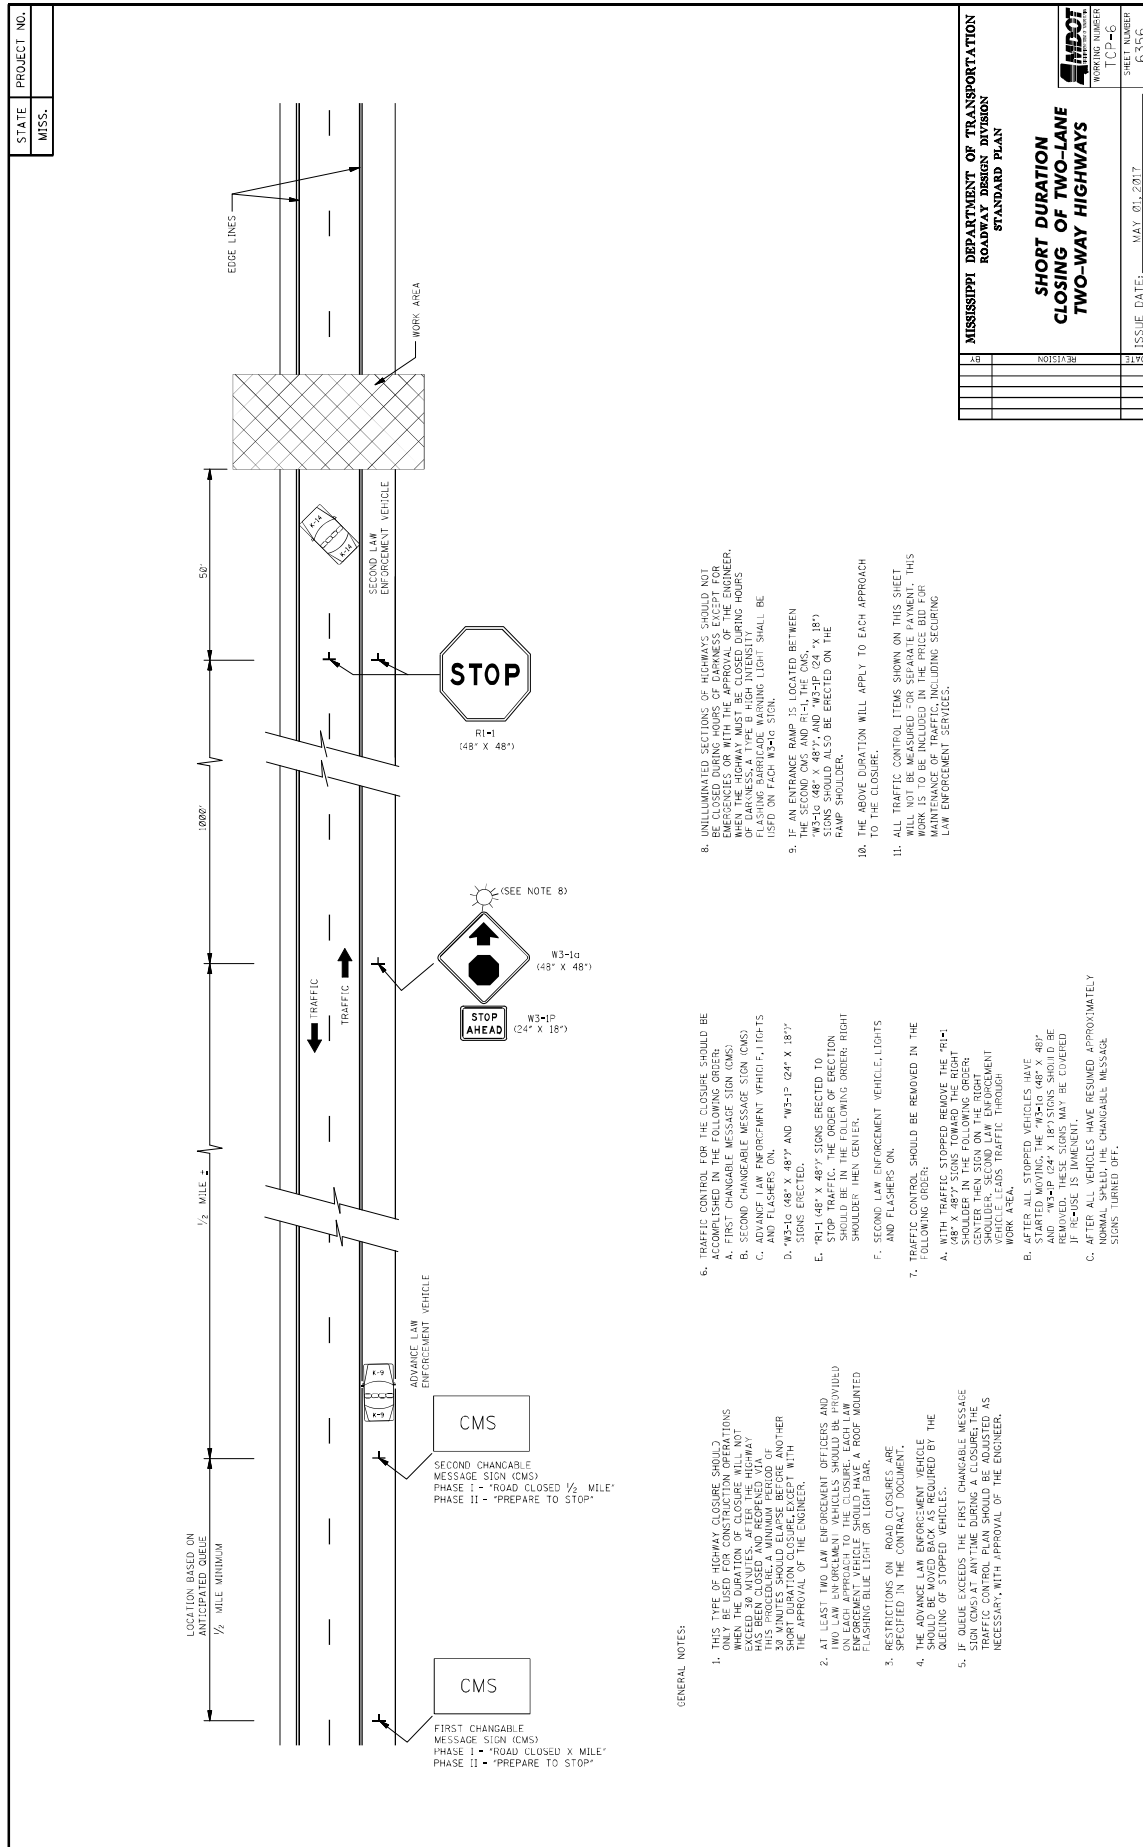 STATE
PROJECT NO.
MISS.
LOCATION BASED ON
ANTICIPATED QUEUE
1/2 MILE MINIMUM
1/2 MILE ±
1000'
50'
EDGE LINES
WORK AREA
TRAFFIC
TRAFFIC
K-9
K-9
K-14
K-14
ADVANCE LAW
ENFORCEMENT VEHICLE
SECOND LAW
ENFORCEMENT VEHICLE
CMS
FIRST CHANGABLE
MESSAGE SIGN (CMS)
PHASE I - "ROAD CLOSED X MILE"
PHASE II - "PREPARE TO STOP"
CMS
SECOND CHANGABLE
MESSAGE SIGN (CMS)
PHASE I - "ROAD CLOSED 1/2 MILE"
PHASE II - "PREPARE TO STOP"
(SEE NOTE 8)
W3-1a
(48" X 48")
STOP
AHEAD
W3-1P
(24" X 18")
STOP
R1-1
(48" X 48")
GENERAL NOTES:
1. THIS TYPE OF HIGHWAY CLOSURE SHOULD
ONLY BE USED FOR CONSTRUCTION OPERATIONS
WHEN THE DURATION OF CLOSURE WILL NOT
EXCEED 30 MINUTES. AFTER THE HIGHWAY
HAS BEEN CLOSED AND REOPENED VIA
THIS PROCEDURE, A MINIMUM PERIOD OF
30 MINUTES SHOULD ELAPSE BEFORE ANOTHER
SHORT DURATION CLOSURE, EXCEPT WITH
THE APPROVAL OF THE ENGINEER.
2. AT LEAST TWO LAW ENFORCEMENT OFFICERS AND
TWO LAW ENFORCEMENT VEHICLES SHOULD BE PROVIDED
ON EACH APPROACH TO THE CLOSURE. EACH LAW
ENFORCEMENT VEHICLE SHOULD HAVE A ROOF MOUNTED
FLASHING BLUE LIGHT OR LIGHT BAR.
3. RESTRICTIONS ON ROAD CLOSURES ARE
SPECIFIED IN THE CONTRACT DOCUMENT.
4. THE ADVANCE LAW ENFORCEMENT VEHICLE
SHOULD BE MOVED BACK AS REQUIRED BY THE
QUEUING OF STOPPED VEHICLES.
5. IF QUEUE EXCEEDS THE FIRST CHANGABLE MESSAGE
SIGN (CMS) AT ANYTIME DURING A CLOSURE; THE
TRAFFIC CONTROL PLAN SHOULD BE ADJUSTED AS
NECESSARY, WITH APPROVAL OF THE ENGINEER.
6. TRAFFIC CONTROL FOR THE CLOSURE SHOULD BE
ACCOMPLISHED IN THE FOLLOWING ORDER:
A. FIRST CHANGABLE MESSAGE SIGN (CMS)
B. SECOND CHANGEABLE MESSAGE SIGN (CMS)
C. ADVANCE LAW ENFORCEMENT VEHICLE, LIGHTS
AND FLASHERS ON.
D. "W3-1a (48" X 48")" AND "W3-1P (24" X 18")"
SIGNS ERECTED.
E. "R1-1 (48" X 48")" SIGNS ERECTED TO
STOP TRAFFIC. THE ORDER OF ERECTION
SHOULD BE IN THE FOLLOWING ORDER: RIGHT
SHOULDER THEN CENTER.
F. SECOND LAW ENFORCEMENT VEHICLE, LIGHTS
AND FLASHERS ON.
7. TRAFFIC CONTROL SHOULD BE REMOVED IN THE
FOLLOWING ORDER:
A. WITH TRAFFIC STOPPED REMOVE THE "R1-1
(48" X 48")" SIGNS TOWARD THE RIGHT
SHOULDER IN THE FOLLOWING ORDER:
CENTER THEN SIGN ON THE RIGHT
SHOULDER. SECOND LAW ENFORCEMENT
VEHICLE LEADS TRAFFIC THROUGH
WORK AREA.
B. AFTER ALL STOPPED VEHICLES HAVE
STARTED MOVING, THE "W3-1a (48" X 48)"
AND "W3-1P (24" X 18") SIGNS SHOULD BE
REMOVED. THESE SIGNS MAY BE COVERED
IF RE-USE IS IMMENENT.
C. AFTER ALL VEHICLES HAVE RESUMED APPROXIMATELY
NORMAL SPEED, THE CHANGABLE MESSAGE
SIGNS TURNED OFF.
8. UNILLUMINATED SECTIONS OF HIGHWAYS SHOULD NOT
BE CLOSED DURING HOURS OF DARKNESS EXCEPT FOR
EMERGENCIES OR WITH THE APPROVAL OF THE ENGINEER.
WHEN THE HIGHWAY MUST BE CLOSED DURING HOURS
OF DARKNESS, A TYPE B HIGH INTENSITY
FLASHING BARRICADE WARNING LIGHT SHALL BE
USED ON EACH W3-1a SIGN.
9. IF AN ENTRANCE RAMP IS LOCATED BETWEEN
THE SECOND CMS AND R1-1, THE CMS,
"W3-1a (48" X 48")", AND "W3-1P (24 "X 18")
SIGNS SHOULD ALSO BE ERECTED ON THE
RAMP SHOULDER.
10. THE ABOVE DURATION WILL APPLY TO EACH APPROACH
TO THE CLOSURE.
11. ALL TRAFFIC CONTROL ITEMS SHOWN ON THIS SHEET
WILL NOT BE MEASURED FOR SEPARATE PAYMENT. THIS
WORK IS TO BE INCLUDED IN THE PRICE BID FOR
MAINTENANCE OF TRAFFIC, INCLUDING SECURING
LAW ENFORCEMENT SERVICES.
BY
REVISION
DATE
MISSISSIPPI DEPARTMENT OF TRANSPORTATION
ROADWAY DESIGN DIVISION
STANDARD PLAN
SHORT DURATION
CLOSING OF TWO-LANE
TWO-WAY HIGHWAYS
MDOT
WORKING NUMBER
TCP-6
SHEET NUMBER
6356
ISSUE DATE: MAY 01, 2017